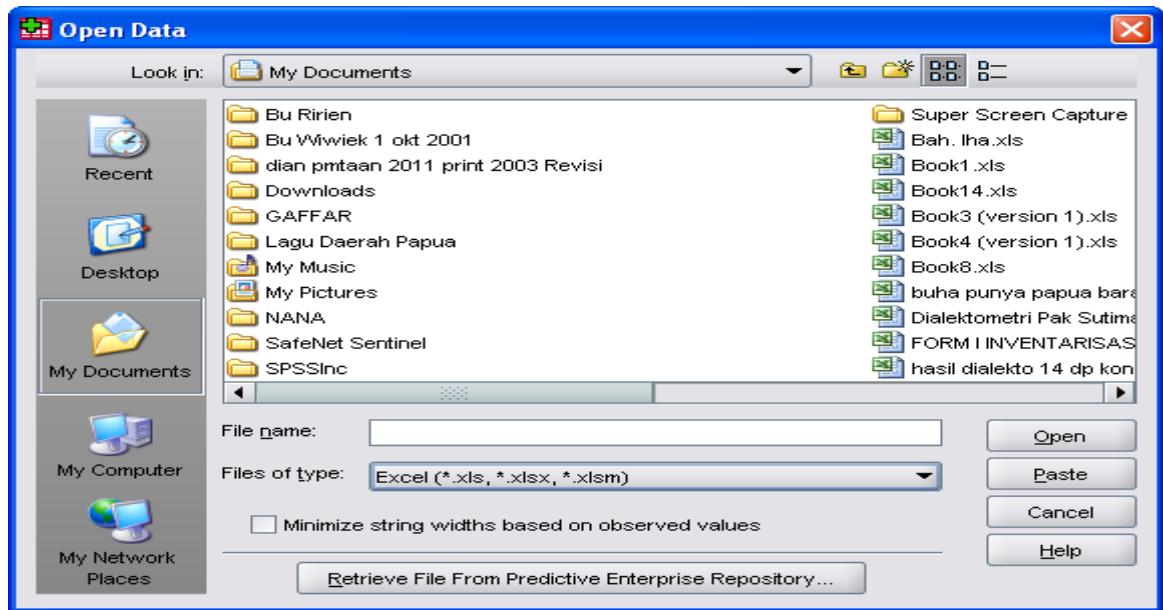 Open Data
Look in: My Documents
Recent
Desktop
My Documents
My Computer
My Network
Places
Bu Ririen
Bu Wiwiek 1 okt 2001
dian pmtaan 2011 print 2003 Revisi
Downloads
GAFFAR
Lagu Daerah Papua
My Music
My Pictures
NANA
SafeNet Sentinel
SPSSInc
Super Screen Capture
Bah. Iha.xls
Book1.xls
Book14.xls
Book3 (version 1).xls
Book4 (version 1).xls
Book8.xls
buha punya papua bara
Dialektometri Pak Sutima
FORM I INVENTARISAS
hasil dialekto 14 dp kon
File name:
Files of type: Excel (*.xls, *.xlsx, *.xlsm)
Minimize string widths based on observed values
Retrieve File From Predictive Enterprise Repository...
Open
Paste
Cancel
Help